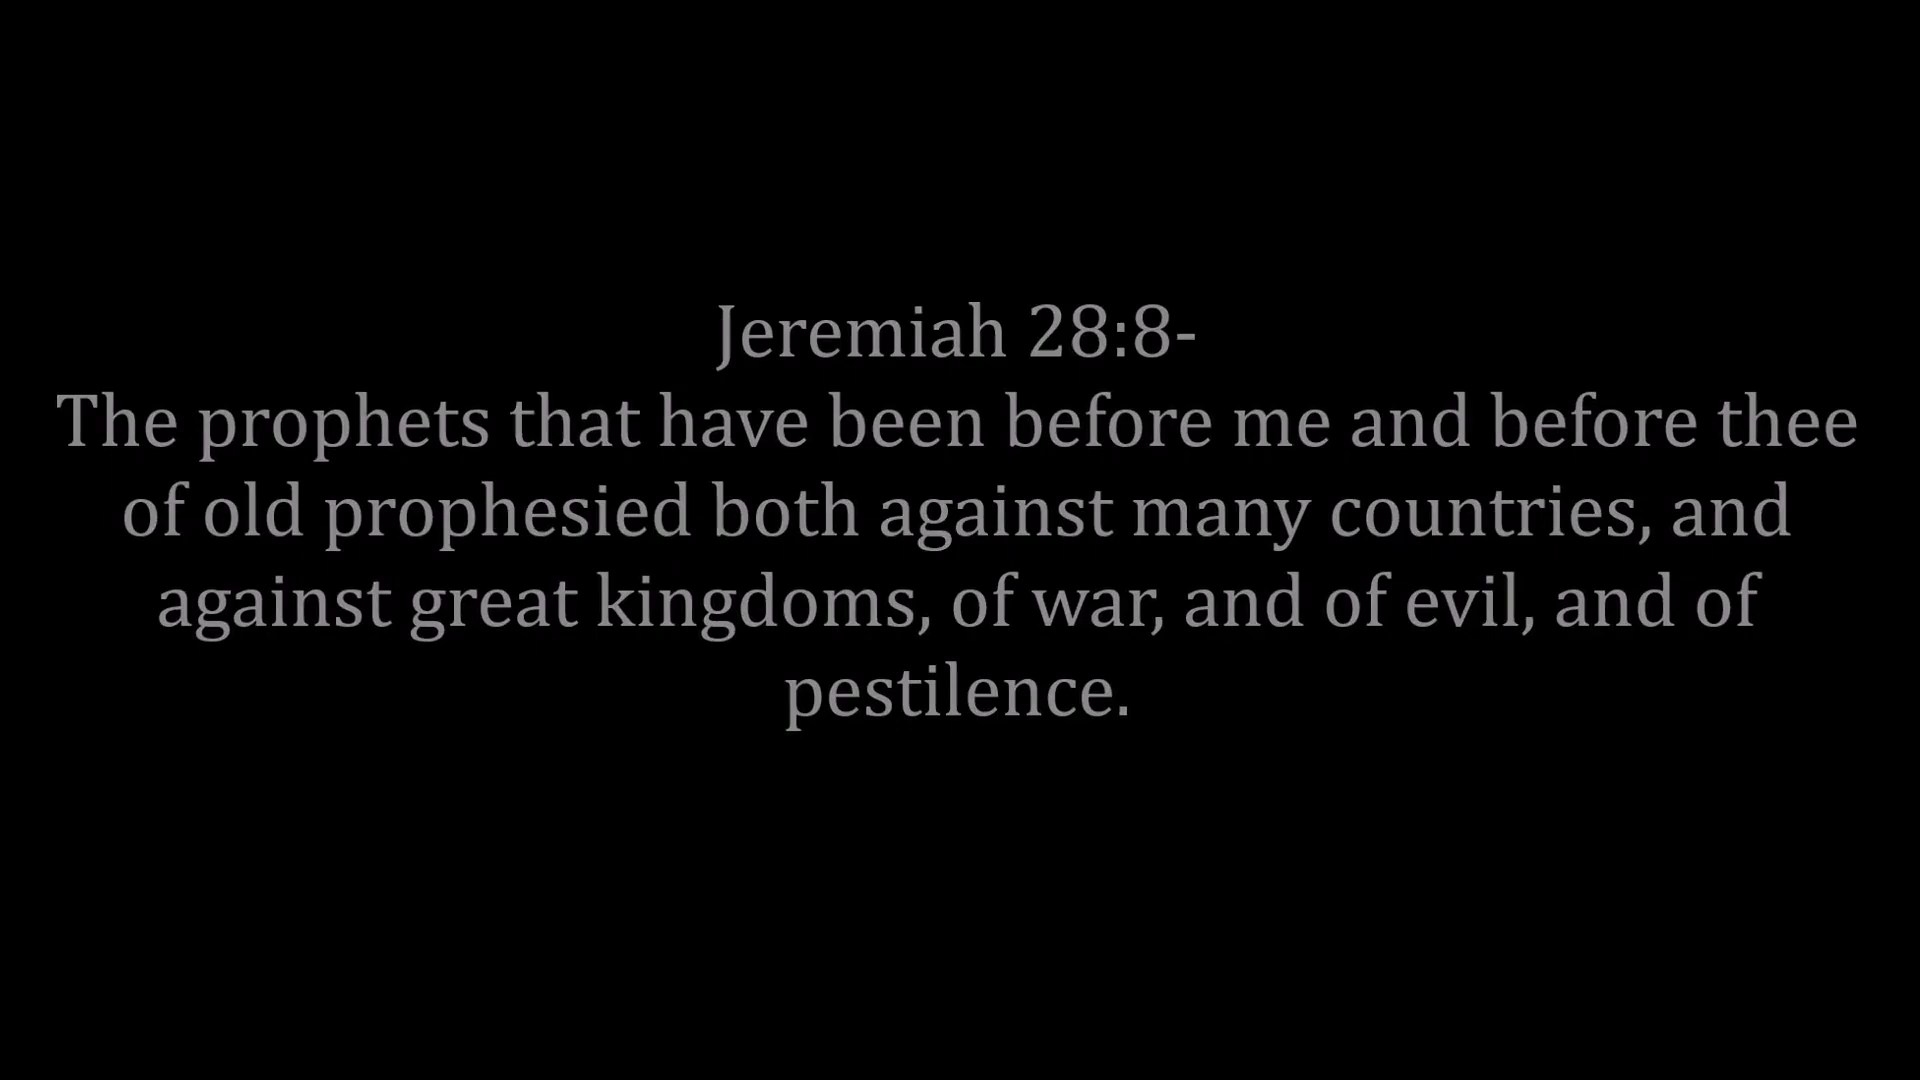 Jeremiah 28:8-
The prophets that have been before me and before thee
of old prophesied both against many countries, and
against great kingdoms, of war, and of evil, and of
pestilence.